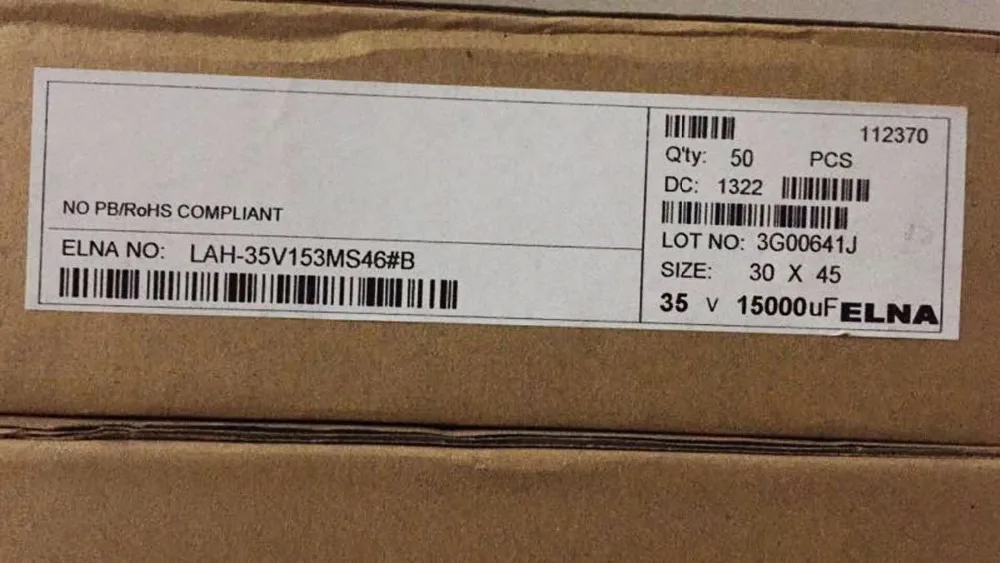 NO PB/RoHS COMPLIANT
ELNA NO: LAH-35V153MS46#B
112370
Q'ty: 50 PCS
DC: 1322
LOT NO: 3G00641J
SIZE: 30 X 45
35 V 15000uF ELNA